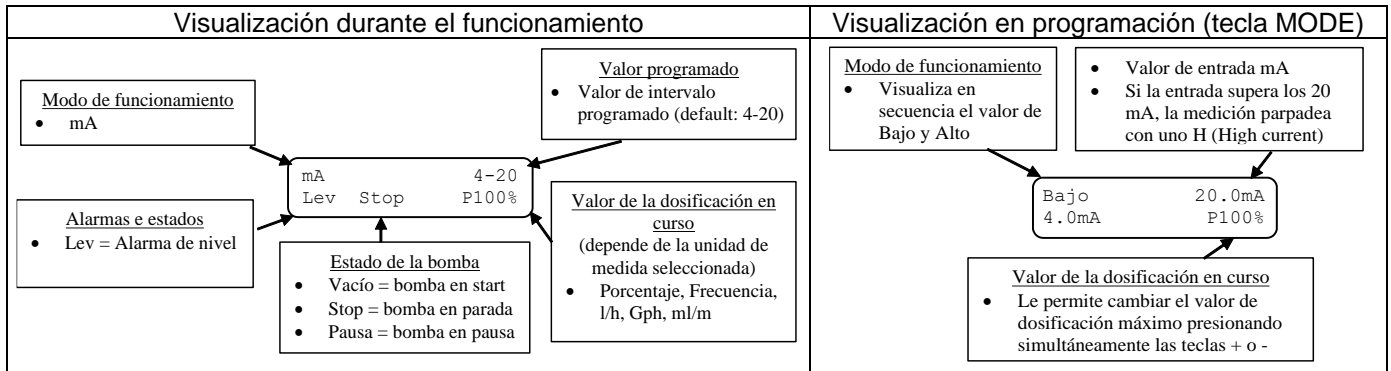 Visualización durante el funcionamiento
Modo de funcionamiento
• mA
Valor programado
• Valor de intervalo
programado (default: 4-20)
mA 4-20
Lev Stop P100%
Alarmas e estados
• Lev = Alarma de nivel
Estado de la bomba
• Vacío = bomba en start
• Stop = bomba en parada
• Pausa = bomba en pausa
Valor de la dosificación en
curso
(depende de la unidad de
medida seleccionada)
• Porcentaje, Frecuencia,
l/h, Gph, ml/m
Visualización en programación (tecla MODE)
Modo de funcionamiento
• Visualiza en
secuencia el valor de
Bajo y Alto
• Valor de entrada mA
• Si la entrada supera los 20
mA, la medición parpadea
con uno H (High current)
Bajo 20.0mA
4.0mA P100%
Valor de la dosificación en curso
• Le permite cambiar el valor de
dosificación máximo presionando
simultáneamente las teclas + o -